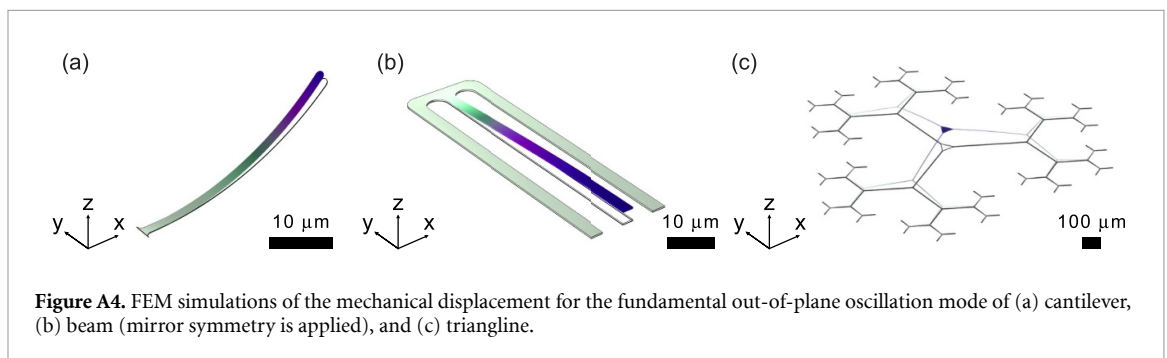 (a)
(b)
(c)
z
y
x
10 μm
z
y
x
10 μm
z
y
x
100 μm
Figure A4. FEM simulations of the mechanical displacement for the fundamental out-of-plane oscillation mode of (a) cantilever,
(b) beam (mirror symmetry is applied), and (c) triangline.